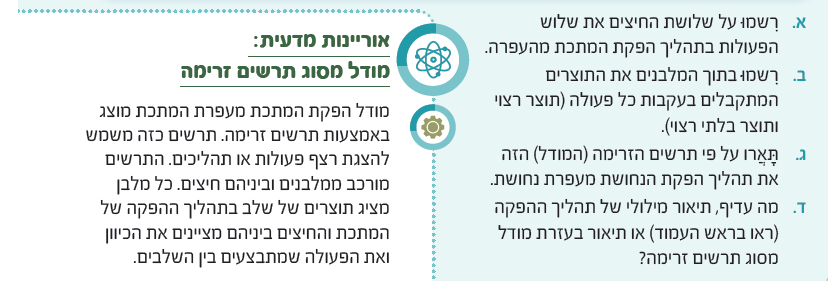 א. רִשמוּ על שלושת החיצים את שלוש
הפעולות בתהליך הפקת המתכת מהעפרה.
ב. רִשמוּ בתוך המלבנים את התוצרים
המתקבלים בעקבות כל פעולה (תוצר רצוי
ותוצר בלתי רצוי).
ג. תָּאֲרו על פי תרשים הזרימה (המודל) הזה
את תהליך הפקת הנחושת מעפרת נחושת.
ד. מה עדיף, תיאור מילולי של תהליך ההפקה
(ראו בראש העמוד) או תיאור בעזרת מודל
מסוג תרשים זרימה?
אוריינות מדעית:
מודל מסוג תרשים זרימה
מודל הפקת המתכת מעפרת המתכת מוצג
באמצעות תרשים זרימה. תרשים כזה משמש
להצגת רצף פעולות או תהליכים. התרשים
מורכב ממלבנים וביניהם חיצים. כל מלבן
מציג תוצרים של שלב בתהליך ההפקה של
המתכת והחיצים ביניהם מציינים את הכיוון
ואת הפעולה שמתבצעים בין השלבים.